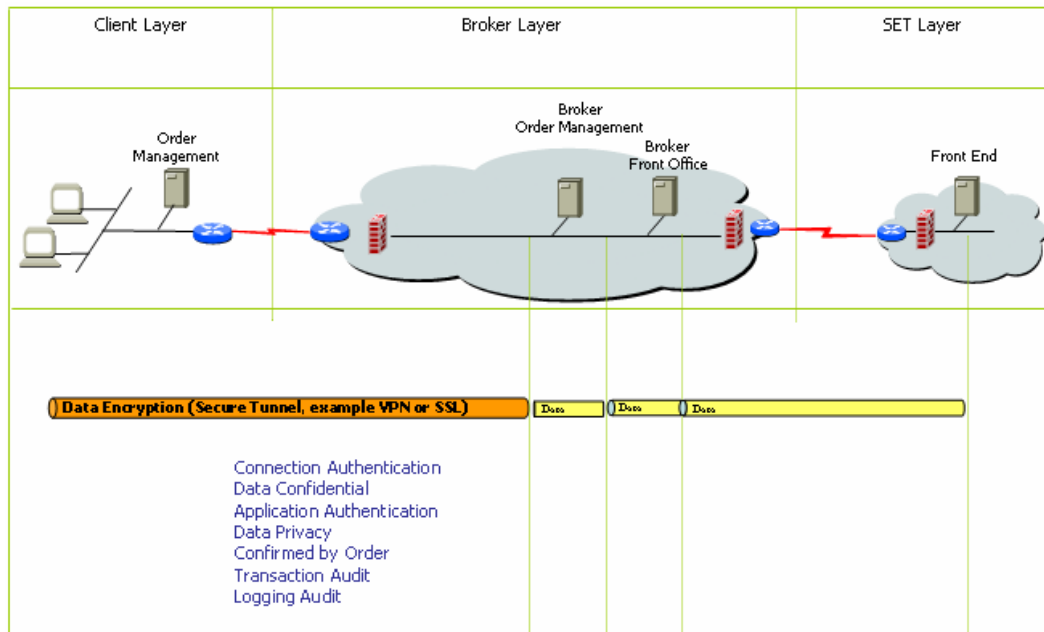 Client Layer
Broker Layer
SET Layer
Order
Management
Broker
Order Management
Broker
Front Office
Front End
Data Encryption (Secure Tunnel, example VPN or SSL)
Data
Data
Data
Connection Authentication
Data Confidential
Application Authentication
Data Privacy
Confirmed by Order
Transaction Audit
Logging Audit